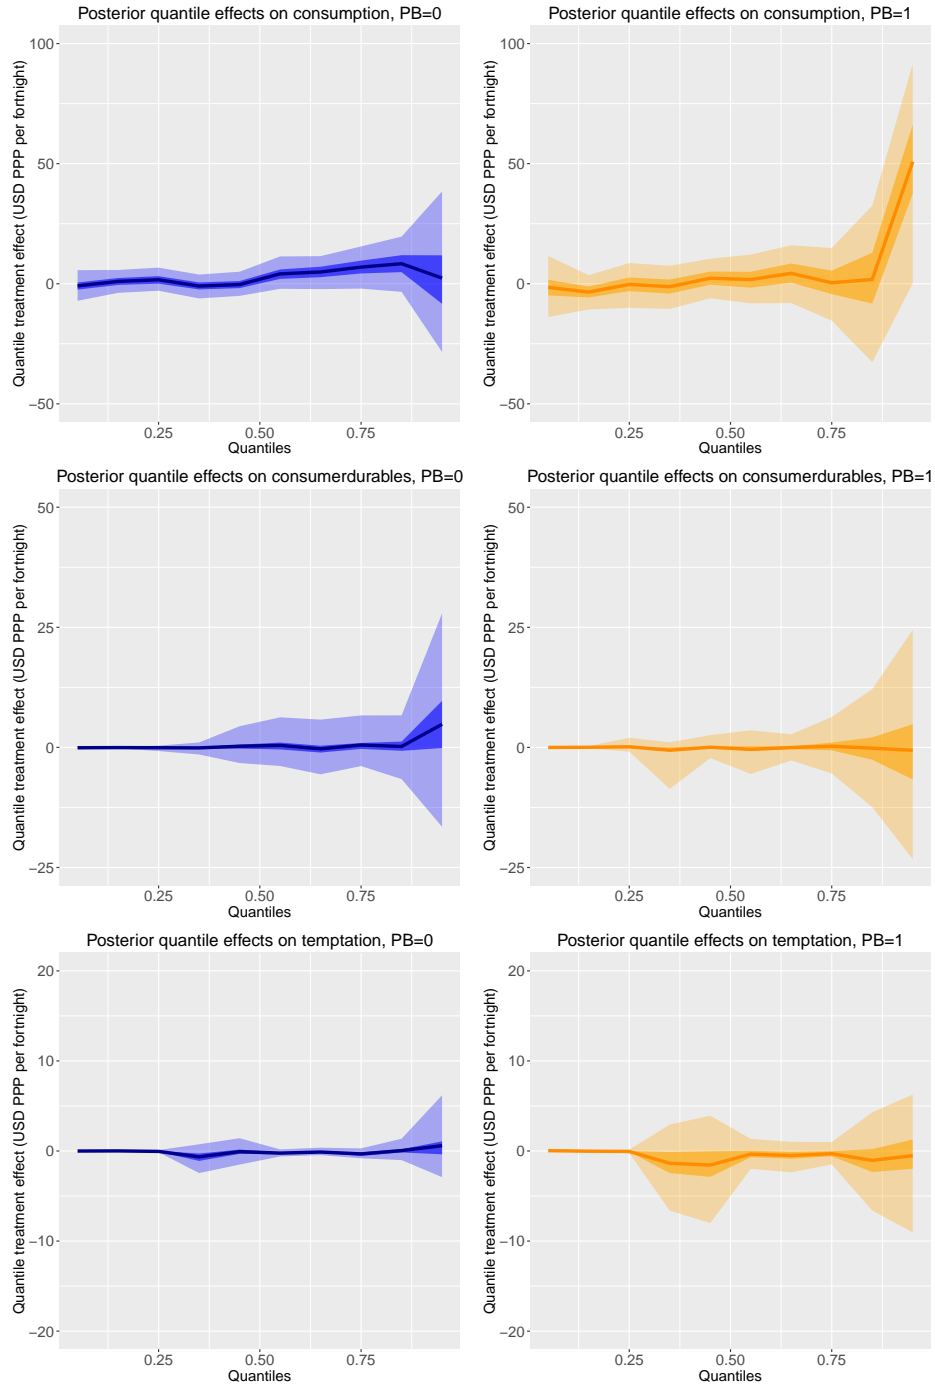 Posterior quantile effects on consumption, PB=0
Quantile treatment effect (USD PPP per fortnight)
100
50
0
−50
0.25 0.50 0.75
Quantiles
Posterior quantile effects on consumption, PB=1
Quantile treatment effect (USD PPP per fortnight)
100
50
0
−50
0.25 0.50 0.75
Quantiles
Posterior quantile effects on consumerdurables, PB=0
Quantile treatment effect (USD PPP per fortnight)
50
25
0
−25
0.25 0.50 0.75
Quantiles
Posterior quantile effects on consumerdurables, PB=1
Quantile treatment effect (USD PPP per fortnight)
50
25
0
−25
0.25 0.50 0.75
Quantiles
Posterior quantile effects on temptation, PB=0
Quantile treatment effect (USD PPP per fortnight)
20
10
0
−10
−20
0.25 0.50 0.75
Quantiles
Posterior quantile effects on temptation, PB=1
Quantile treatment effect (USD PPP per fortnight)
20
10
0
−10
−20
0.25 0.50 0.75
Quantiles